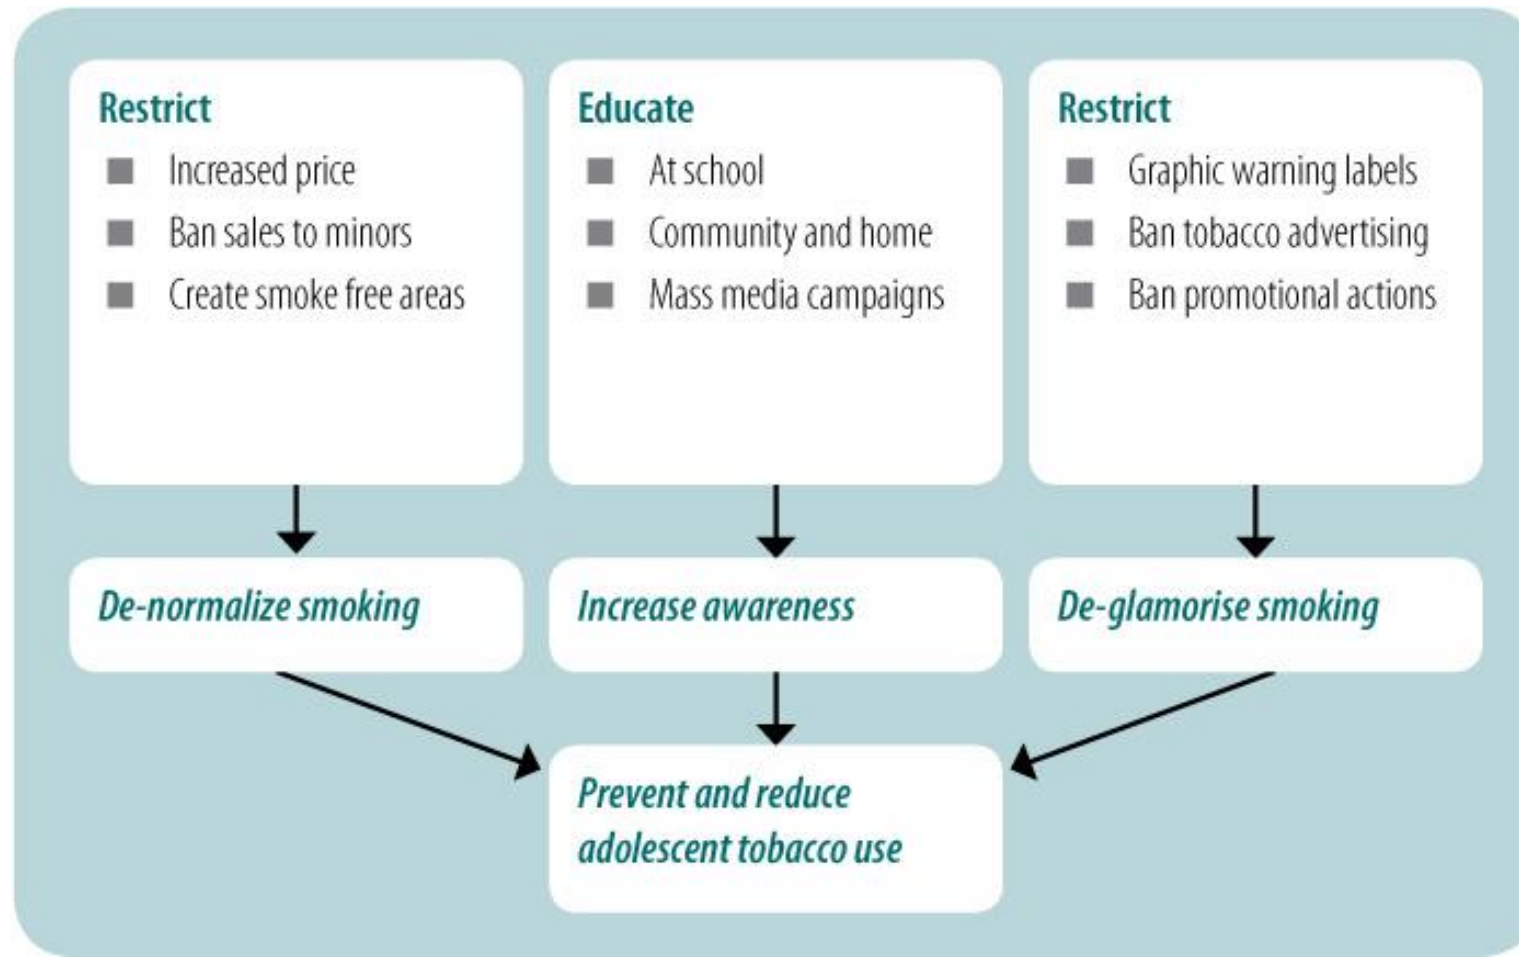 Restrict
Increased price
Ban sales to minors
Create smoke free areas
Educate
At school
Community and home
Mass media campaigns
Restrict
Graphic warning labels
Ban tobacco advertising
Ban promotional actions
De-normalize smoking
Increase awareness
De-glamorise smoking
Prevent and reduce
adolescent tobacco use